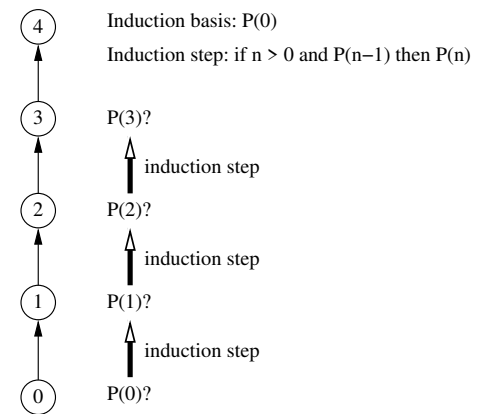 4
Induction basis: P(0)
Induction step: if n > 0 and P(n−1) then P(n)
3
P(3)?
induction step
2
P(2)?
induction step
1
P(1)?
induction step
0
P(0)?